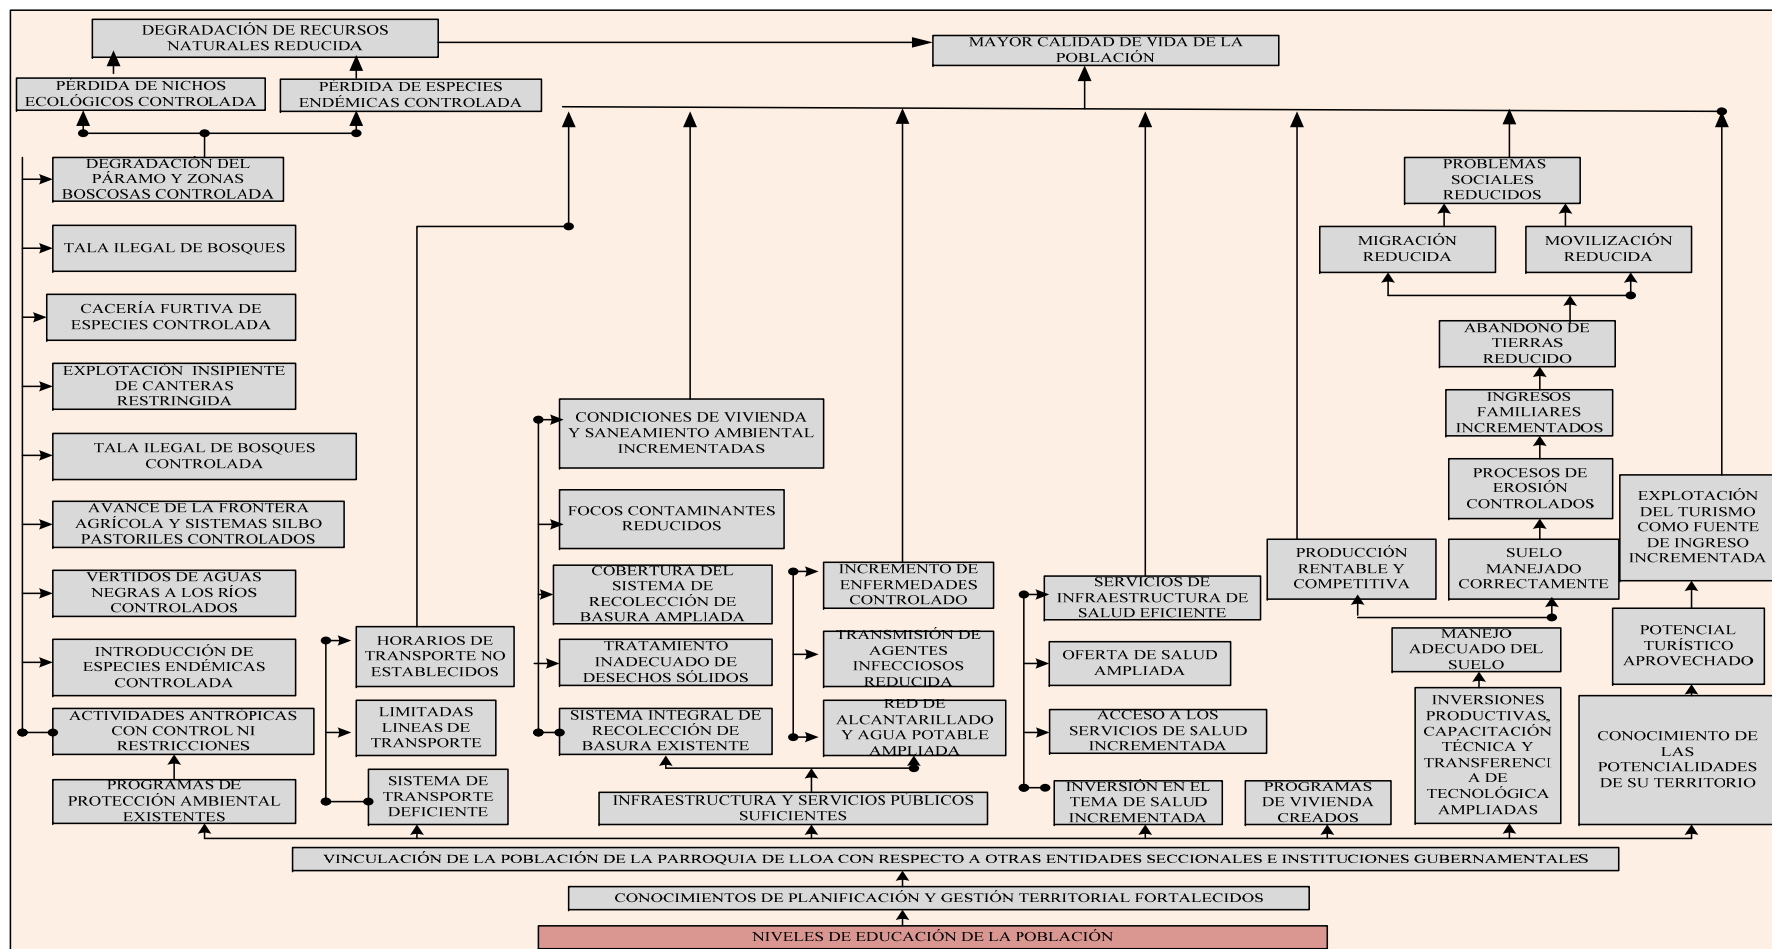 DEGRADACIÓN DE RECURSOS
NATURALES REDUCIDA
MAYOR CALIDAD DE VIDA DE LA
POBLACIÓN
PÉRDIDA DE NICHOS
ECOLÓGICOS CONTROLADA
PÉRDIDA DE ESPECIES
ENDÉMICAS CONTROLADA
DEGRADACIÓN DEL
PÁRAMO Y ZONAS
BOSCOSAS CONTROLADA
TALA ILEGAL DE BOSQUES
CACERÍA FURTIVA DE
ESPECIES CONTROLADA
EXPLOTACIÓN INSIPIENTE
DE CANTERAS
RESTRINGIDA
TALA ILEGAL DE BOSQUES
CONTROLADA
AVANCE DE LA FRONTERA
AGRÍCOLA Y SISTEMAS SILBO
PASTORILES CONTROLADOS
VERTIDOS DE AGUAS
NEGRAS A LOS RÍOS
CONTROLADOS
INTRODUCCIÓN DE
ESPECIES ENDÉMICAS
CONTROLADA
ACTIVIDADES ANTRÓPICAS
CON CONTROL NI
RESTRICCIONES
PROGRAMAS DE
PROTECCIÓN AMBIENTAL
EXISTENTES
HORARIOS DE
TRANSPORTE NO
ESTABLECIDOS
LIMITADAS
LINEAS DE
TRANSPORTE
SISTEMA DE
TRANSPORTE
DEFICIENTE
CONDICIONES DE VIVIENDA
Y SANEAMIENTO AMBIENTAL
INCREMENTADAS
FOCOS CONTAMINANTES
REDUCIDOS
COBERTURA DEL
SISTEMA DE
RECOLECCIÓN DE
BASURA AMPLIADA
TRATAMIENTO
INADECUADO DE
DESECHOS SÓLIDOS
SISTEMA INTEGRAL DE
RECOLECCIÓN DE
BASURA EXISTENTE
INCREMENTO DE
ENFERMEDADES
CONTROLADO
TRANSMISIÓN DE
AGENTES
INFECCIOSOS
REDUCIDA
RED DE
ALCANTARILLADO
Y AGUA POTABLE
AMPLIADA
INFRAESTRUCTURA Y SERVICIOS PÚBLICOS
SUFICIENTES
SERVICIOS DE
INFRAESTRUCTURA DE
SALUD EFICIENTE
OFERTA DE SALUD
AMPLIADA
ACCESO A LOS
SERVICIOS DE SALUD
INCREMENTADA
INVERSIÓN EN EL
TEMA DE SALUD
INCREMENTADA
PROGRAMAS
DE VIVIENDA
CREADOS
PROBLEMAS
SOCIALES
REDUCIDOS
MIGRACIÓN
REDUCIDA
MOVILIZACIÓN
REDUCIDA
ABANDONO DE
TIERRAS
REDUCIDO
INGRESOS
FAMILIARES
INCREMENTADOS
PROCESOS DE
EROSIÓN
CONTROLADOS
PRODUCCIÓN
RENTABLE Y
COMPETITIVA
SUELO
MANEJADO
CORRECTAMENTE
MANEJO
ADECUADO DEL
SUELO
INVERSIONES
PRODUCTIVAS,
CAPACITACIÓN
TÉCNICA Y
TRANSFERENCI
A DE
TECNOLÓGICA
AMPLIADAS
EXPLOTACIÓN
DEL TURISMO
COMO FUENTE
DE INGRESO
INCREMENTADA
POTENCIAL
TURÍSTICO
APROVECHADO
CONOCIMIENTO DE
LAS
POTENCIALIDADES
DE SU TERRITORIO
VINCULACIÓN DE LA POBLACIÓN DE LA PARROQUIA DE LLOA CON RESPECTO A OTRAS ENTIDADES SECCIONALES E INSTITUCIONES GUBERNAMENTALES
CONOCIMIENTOS DE PLANIFICACIÓN Y GESTIÓN TERRITORIAL FORTALECIDOS
NIVELES DE EDUCACIÓN DE LA POBLACIÓN